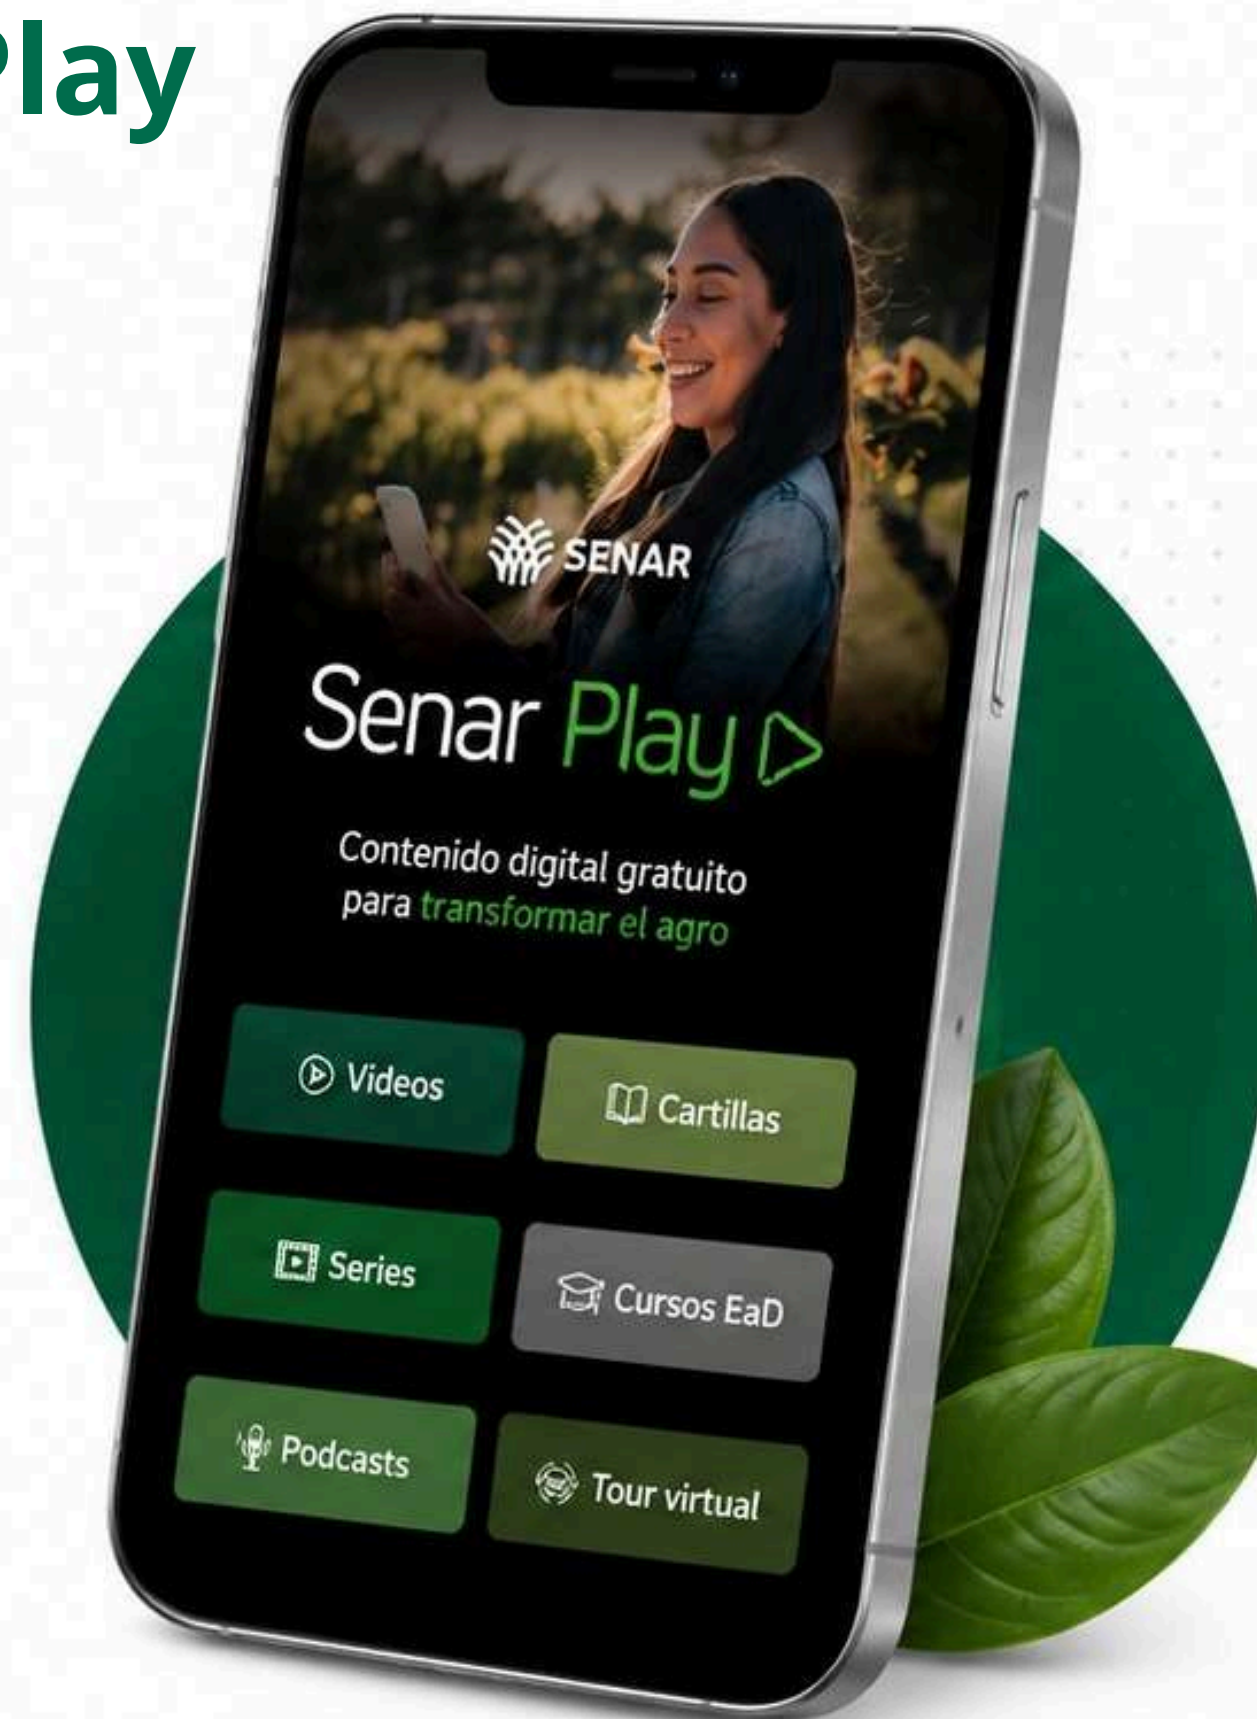 Play
SENAR
Senar Play
Contenido digital gratuito
para transformar el agro
Videos
Cartillas
Series
Cursos EaD
Podcasts
Tour virtual